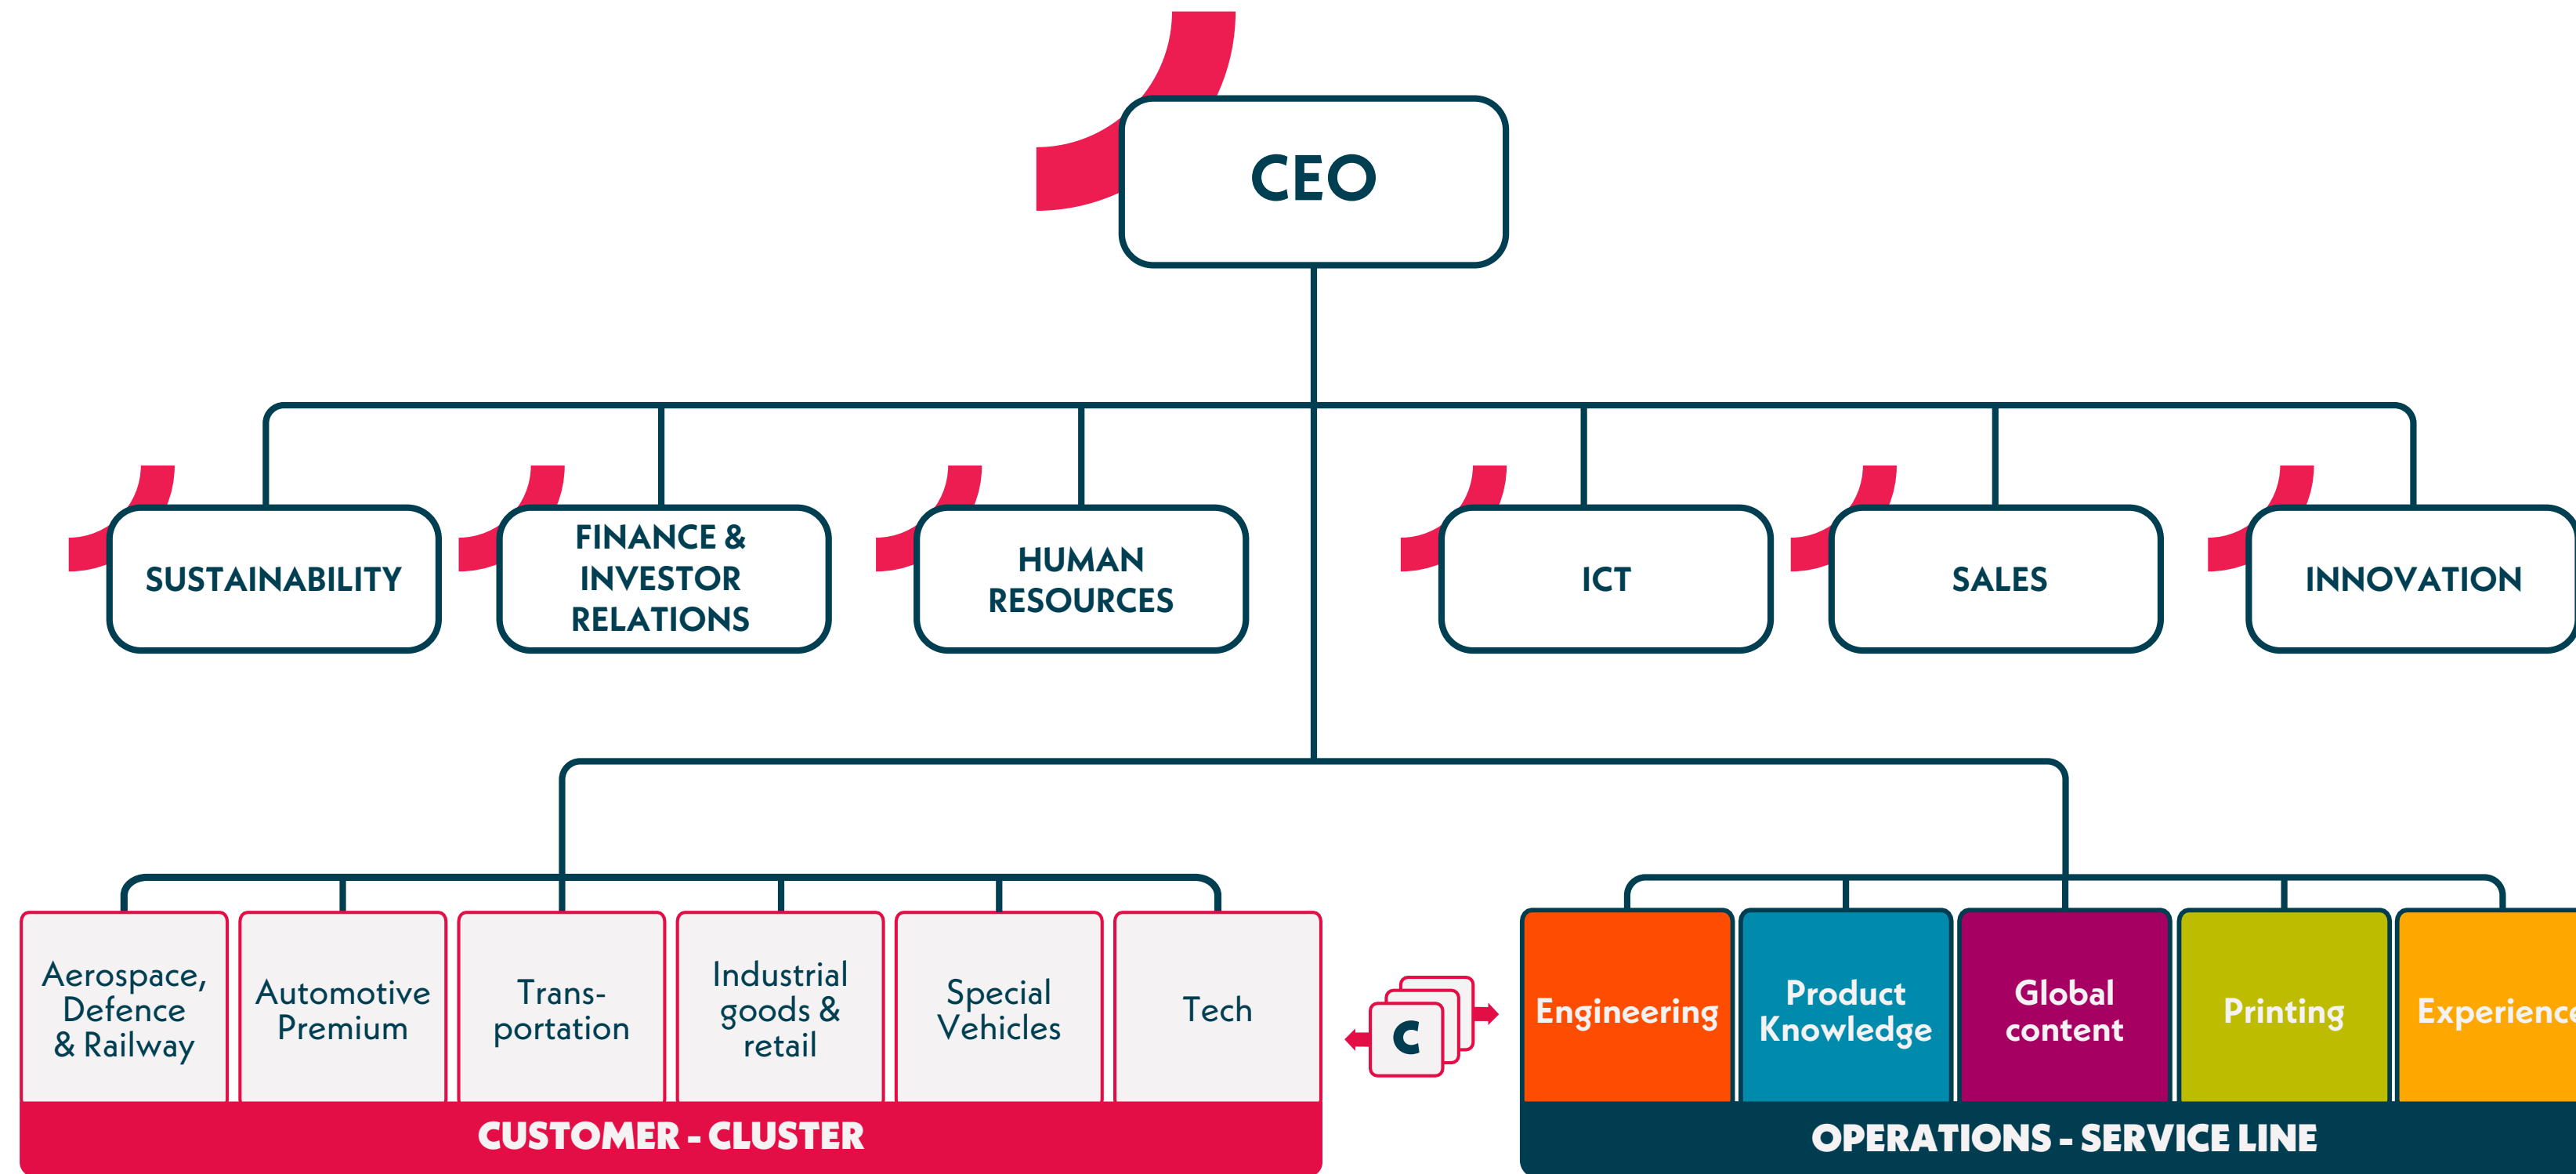 CEO
SUSTAINABILITY
FINANCE &
INVESTOR
RELATIONS
HUMAN
RESOURCES
ICT
SALES
INNOVATION
Aerospace,
Defence
& Railway
Automotive
Premium
Trans-
portation
Industrial
goods &
retail
Special
Vehicles
Tech
C
Engineering
Product
Knowledge
Global
content
Printing
Experience
CUSTOMER - CLUSTER
OPERATIONS - SERVICE LINE